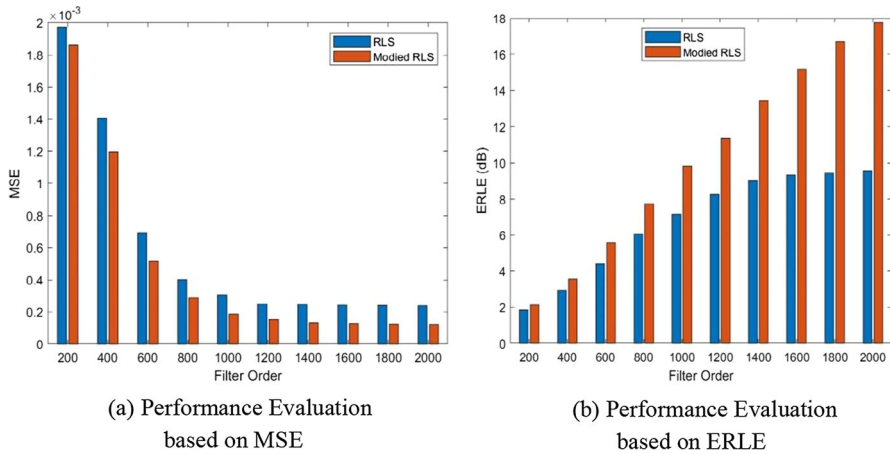 ×10⁻³
2
1.8
1.6
1.4
1.2
1
0.8
0.6
0.4
0.2
0
MSE
RLS
Modied RLS
200 400 600 800 1000 1200 1400 1600 1800 2000
Filter Order
(a) Performance Evaluation
based on MSE
18
16
14
12
10
8
6
4
2
0
ERLE (dB)
RLS
Modied RLS
200 400 600 800 1000 1200 1400 1600 1800 2000
Filter Order
(b) Performance Evaluation
based on ERLE